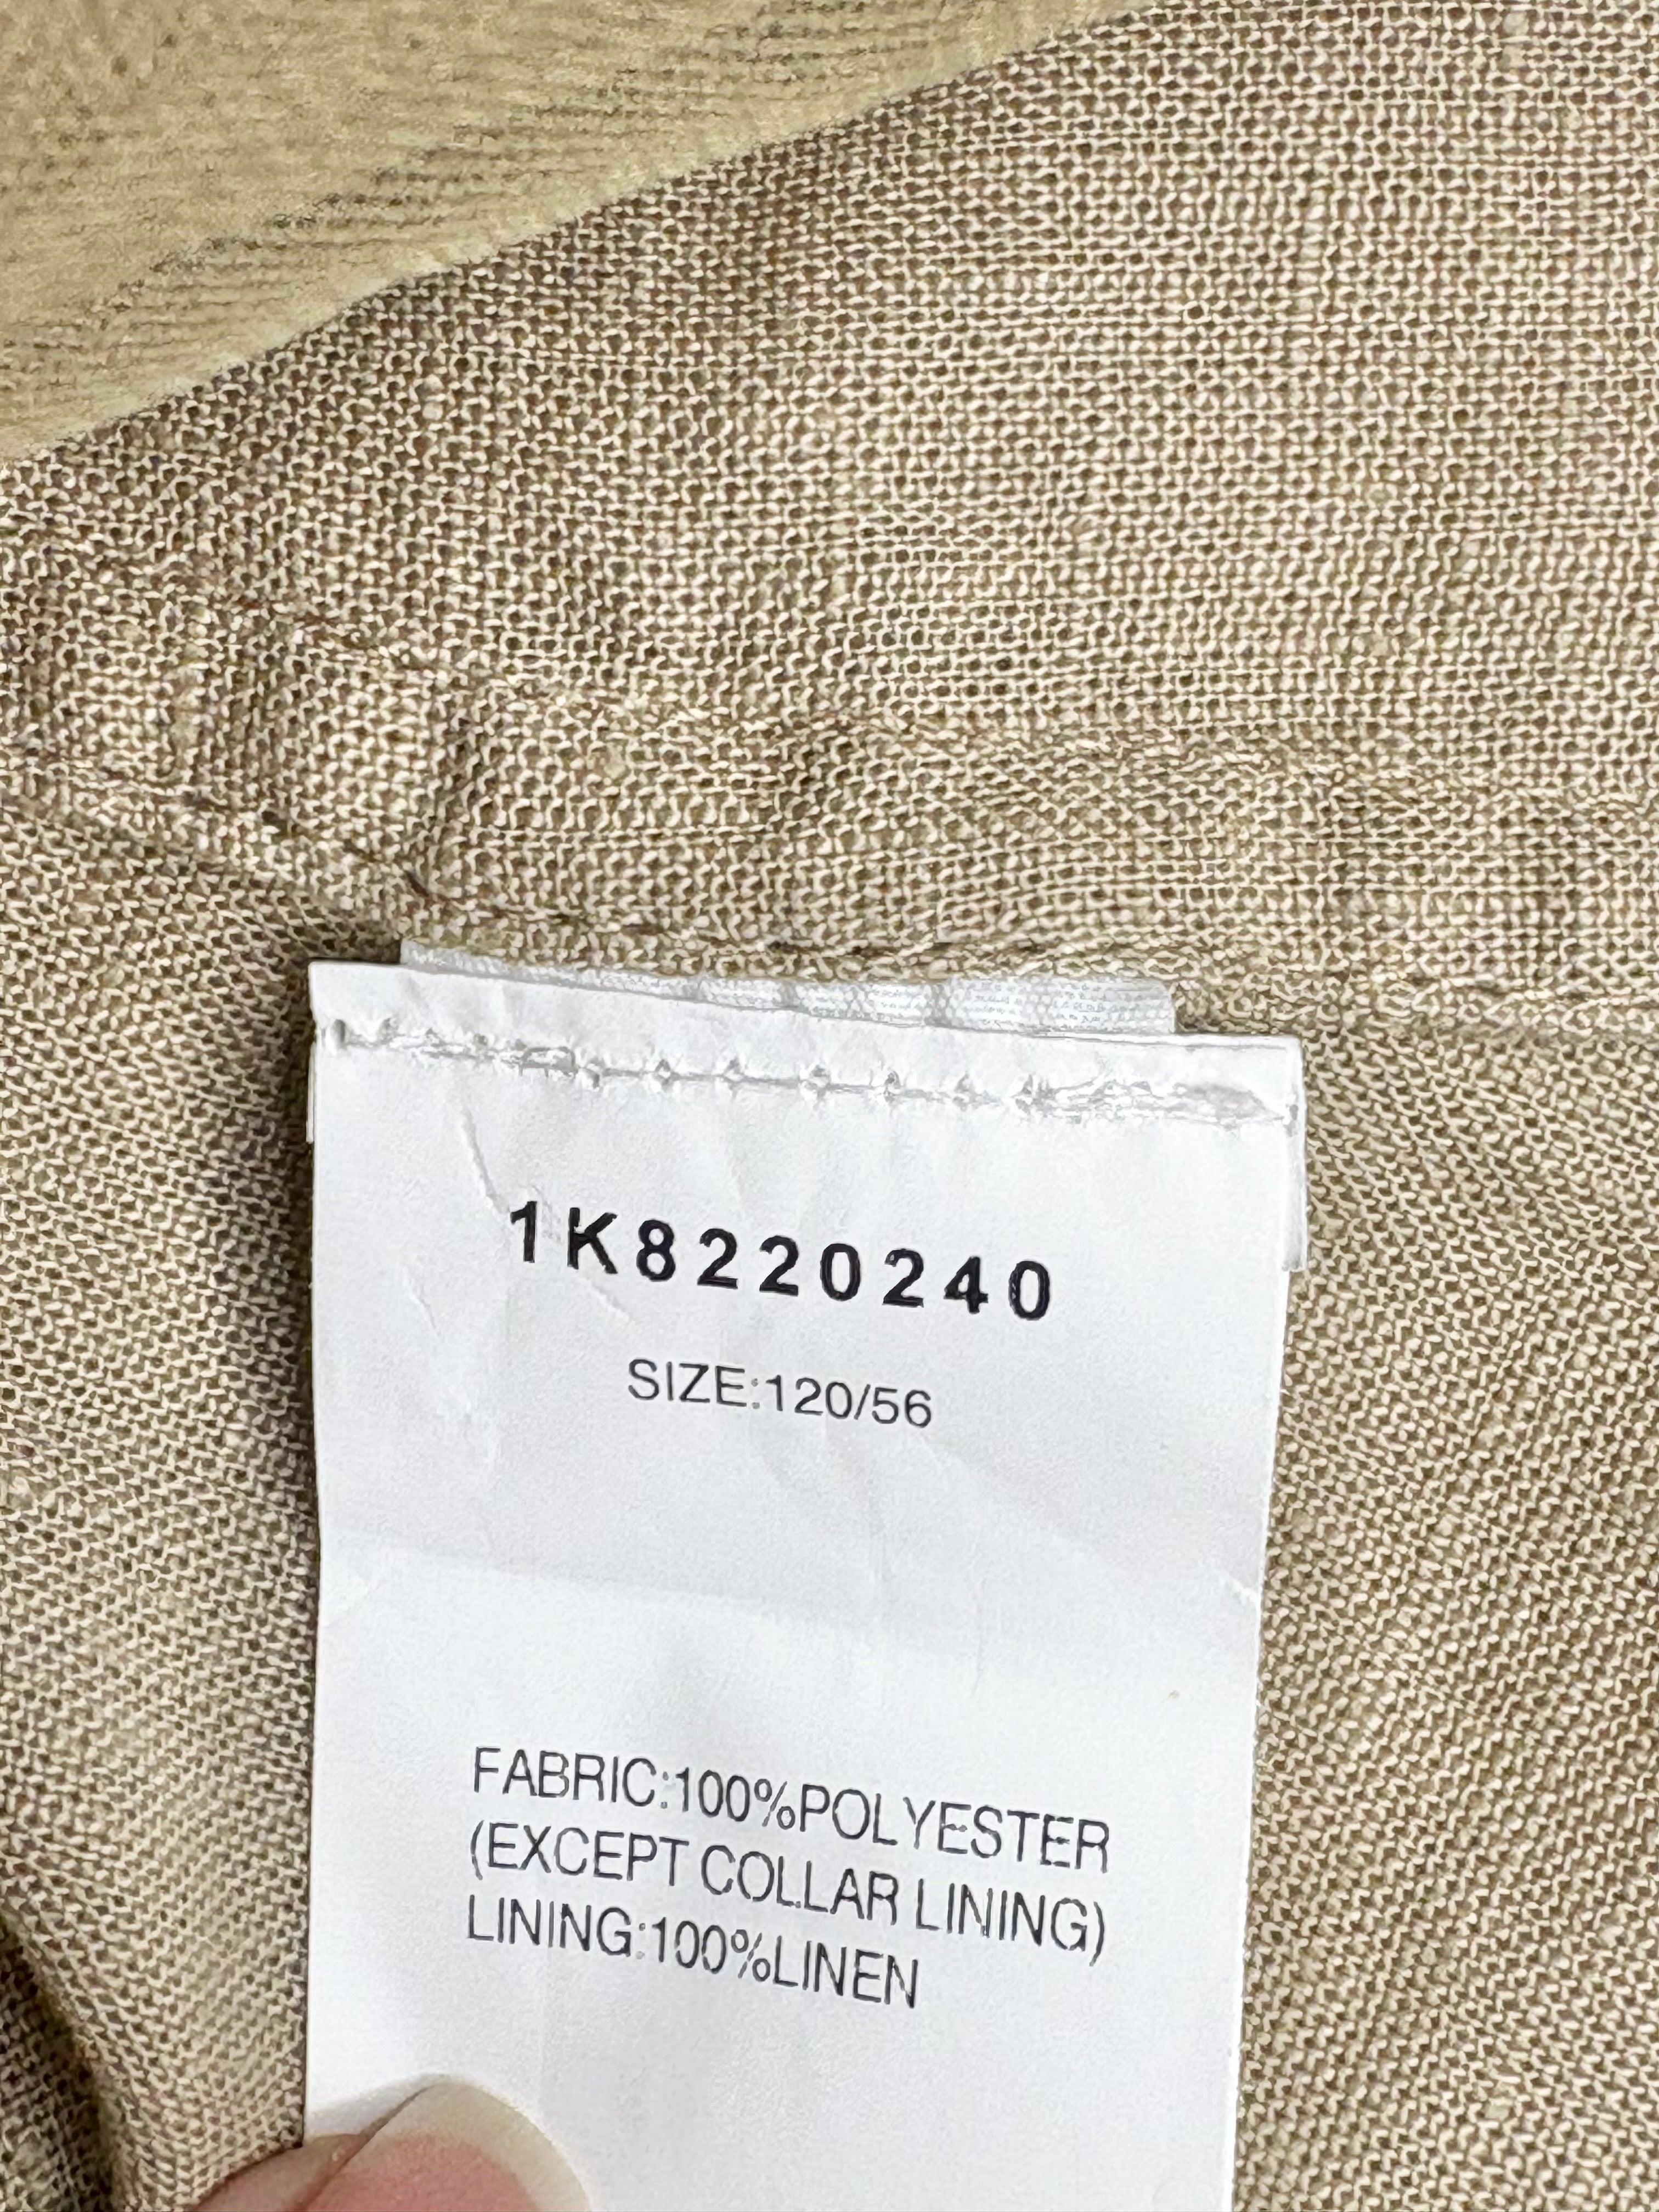 1K8220240
SIZE:120/56
FABRIC:100%POLYESTER
(EXCEPT COLLAR LINING)
LINING:100%LINEN